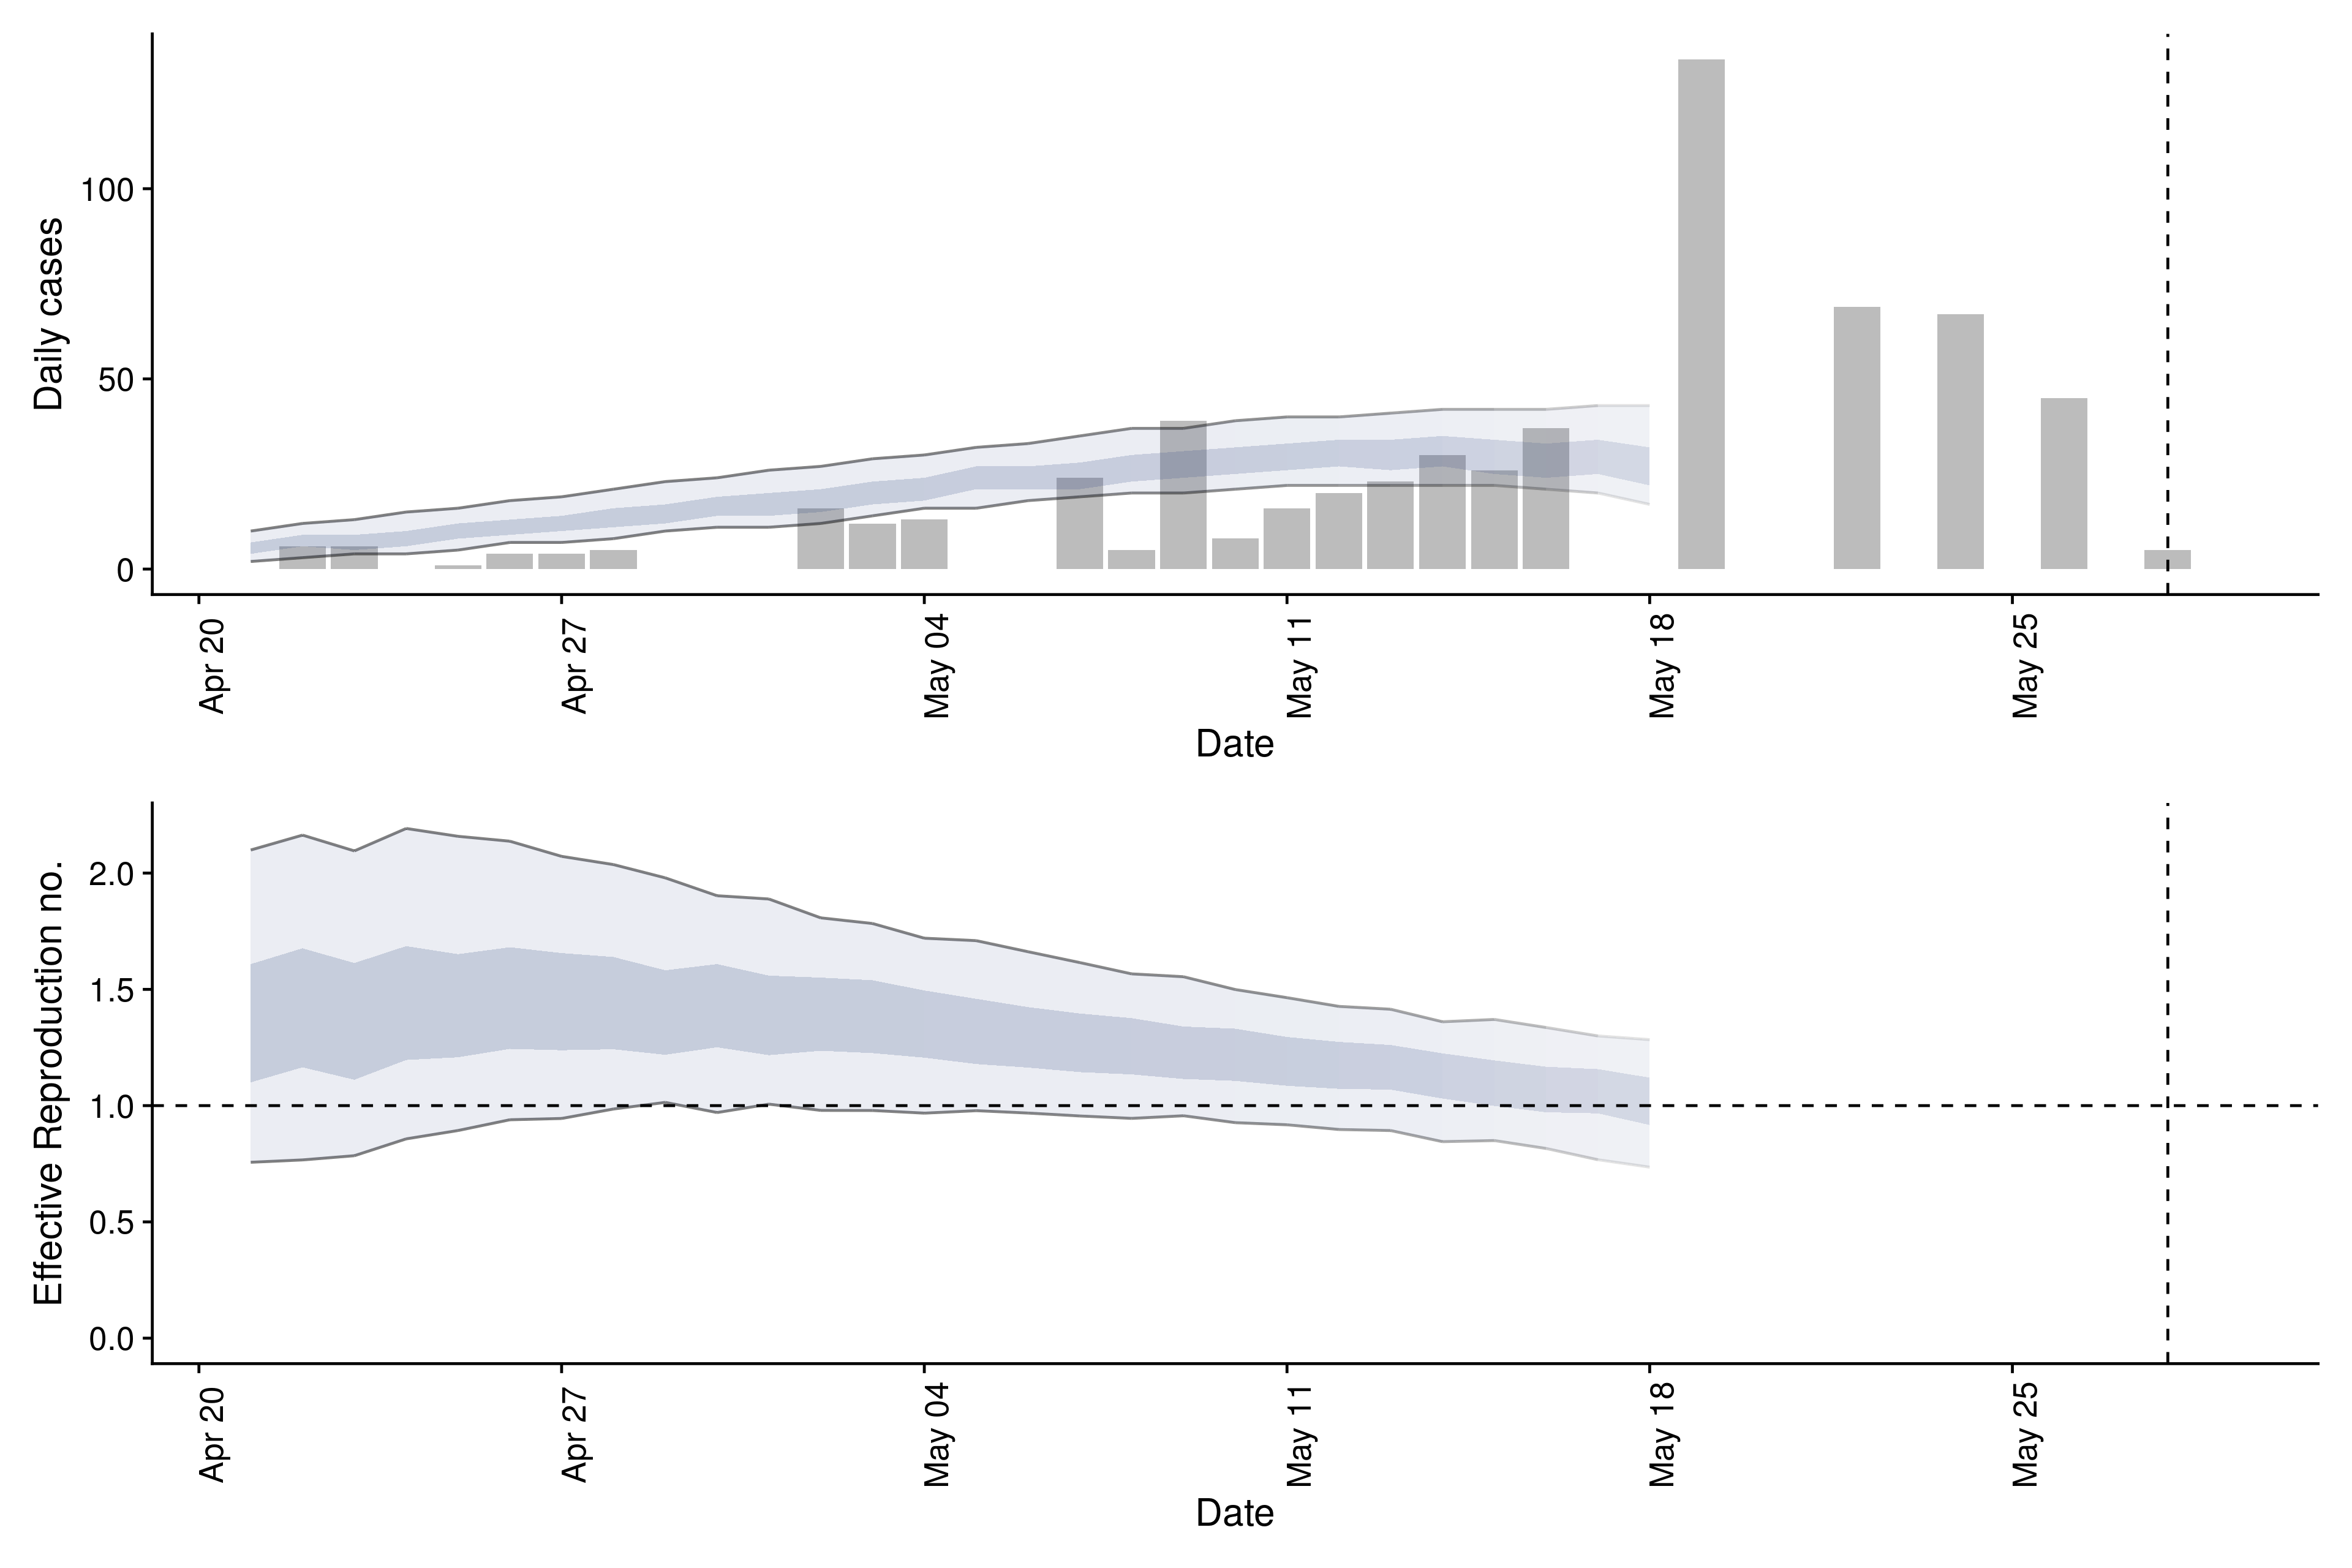 Daily cases
100
50
0
Apr 20
Apr 27
May 04
May 11
May 18
May 25
Date
Effective Reproduction no.
2.0
1.5
1.0
0.5
0.0
Apr 20
Apr 27
May 04
May 11
May 18
May 25
Date